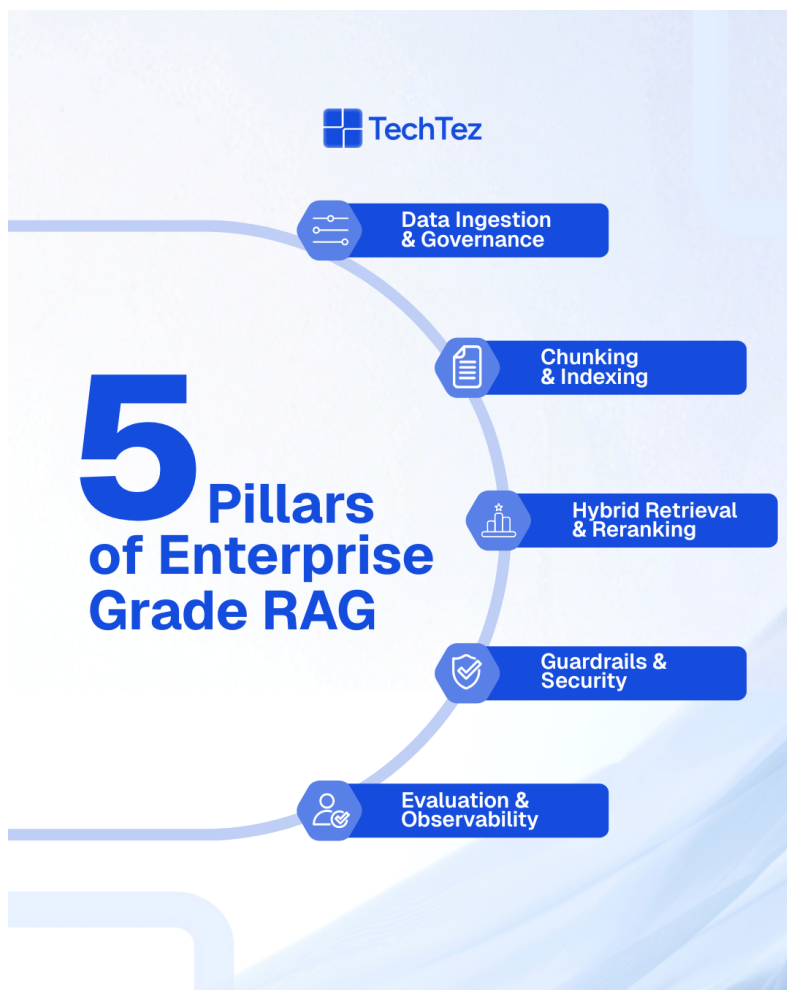 TechTez
Data Ingestion
& Governance
Chunking
& Indexing
5 Pillars
of Enterprise
Grade RAG
Hybrid Retrieval
& Reranking
Guardrails &
Security
Evaluation &
Observability